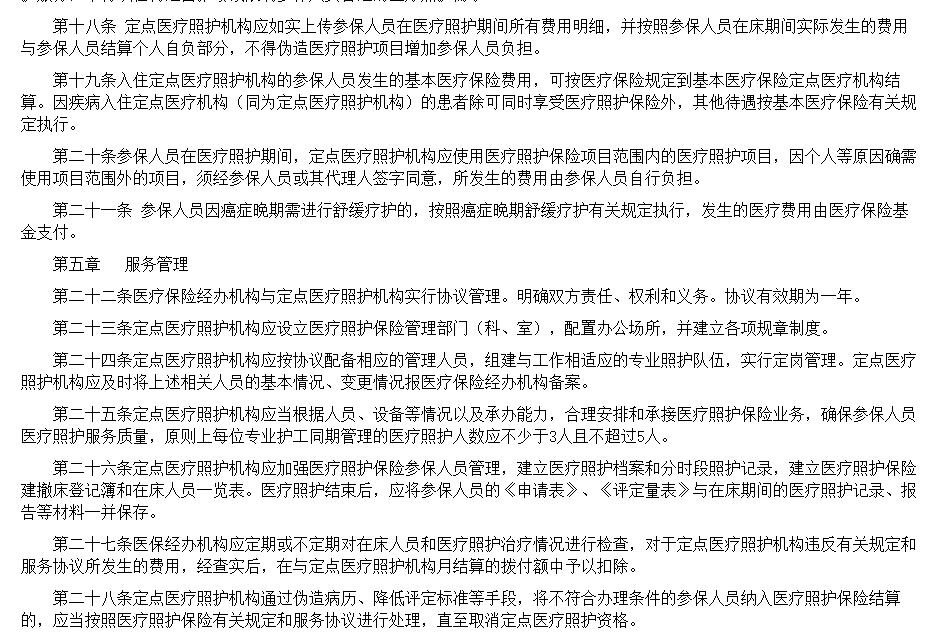 第十八条 定点医疗照护机构应如实上传参保人员在医疗照护期间所有费用明细，并按照参保人员在床期间实际发生的费用
与参保人员结算个人自负部分，不得伪造医疗照护项目增加参保人员负担。
第十九条入住定点医疗照护机构的参保人员发生的基本医疗保险费用，可按医疗保险规定到基本医疗保险定点医疗机构结
算。因疾病入住定点医疗机构（同为定点医疗照护机构）的患者除可同时享受医疗照护保险外，其他待遇按基本医疗保险有关规
定执行。
第二十条参保人员在医疗照护期间，定点医疗照护机构应使用医疗照护保险项目范围内的医疗照护项目，因个人等原因确需
使用项目范围外的项目，须经参保人员或其代理人签字同意，所发生的费用由参保人员自行负担。
第二十一条 参保人员因癌症晚期需进行舒缓疗护的，按照癌症晚期舒缓疗护有关规定执行，发生的医疗费用由医疗保险基
金支付。
第五章 服务管理
第二十二条医疗保险经办机构与定点医疗照护机构实行协议管理。明确双方责任、权利和义务。协议有效期为一年。
第二十三条定点医疗照护机构应设立医疗照护保险管理部门（科、室），配置办公场所，并建立各项规章制度。
第二十四条定点医疗照护机构应按协议配备相应的管理人员，组建与工作相适应的专业照护队伍，实行定岗管理。定点医疗
照护机构应及时将上述相关人员的基本情况、变更情况报医疗保险经办机构备案。
第二十五条定点医疗照护机构应当根据人员、设备等情况以及承办能力，合理安排和承接医疗照护保险业务，确保参保人员
医疗照护服务质量，原则上每位专业护工同期管理的医疗照护人数应不少于3人且不超过5人。
第二十六条定点医疗照护机构应加强医疗照护保险参保人员管理，建立医疗照护档案和分时段照护记录，建立医疗照护保险
建撤床登记簿和在床人员一览表。医疗照护结束后，应将参保人员的《申请表》、《评定量表》与在床期间的医疗照护记录、报
告等材料一并保存。
第二十七条医保经办机构应定期或不定期对在床人员和医疗照护治疗情况进行检查，对于定点医疗照护机构违反有关规定和
服务协议所发生的费用，经查实后，在与定点医疗照护机构月结算的拨付额中予以扣除。
第二十八条定点医疗照护机构通过伪造病历、降低评定标准等手段，将不符合办理条件的参保人员纳入医疗照护保险结算
的，应当按照医疗照护保险有关规定和服务协议进行处理，直至取消定点医疗照护资格。